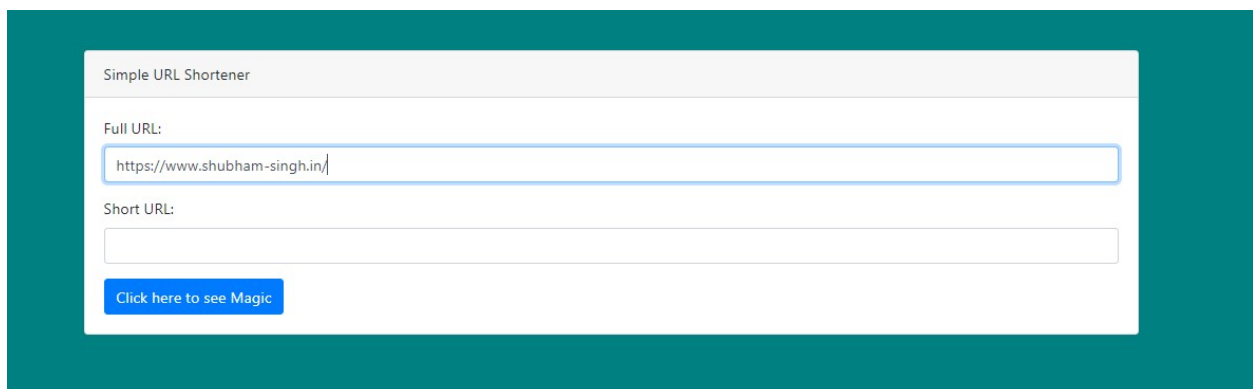 Simple URL Shortener
Full URL:
https://www.shubham-singh.in/
Short URL:
Click here to see Magic